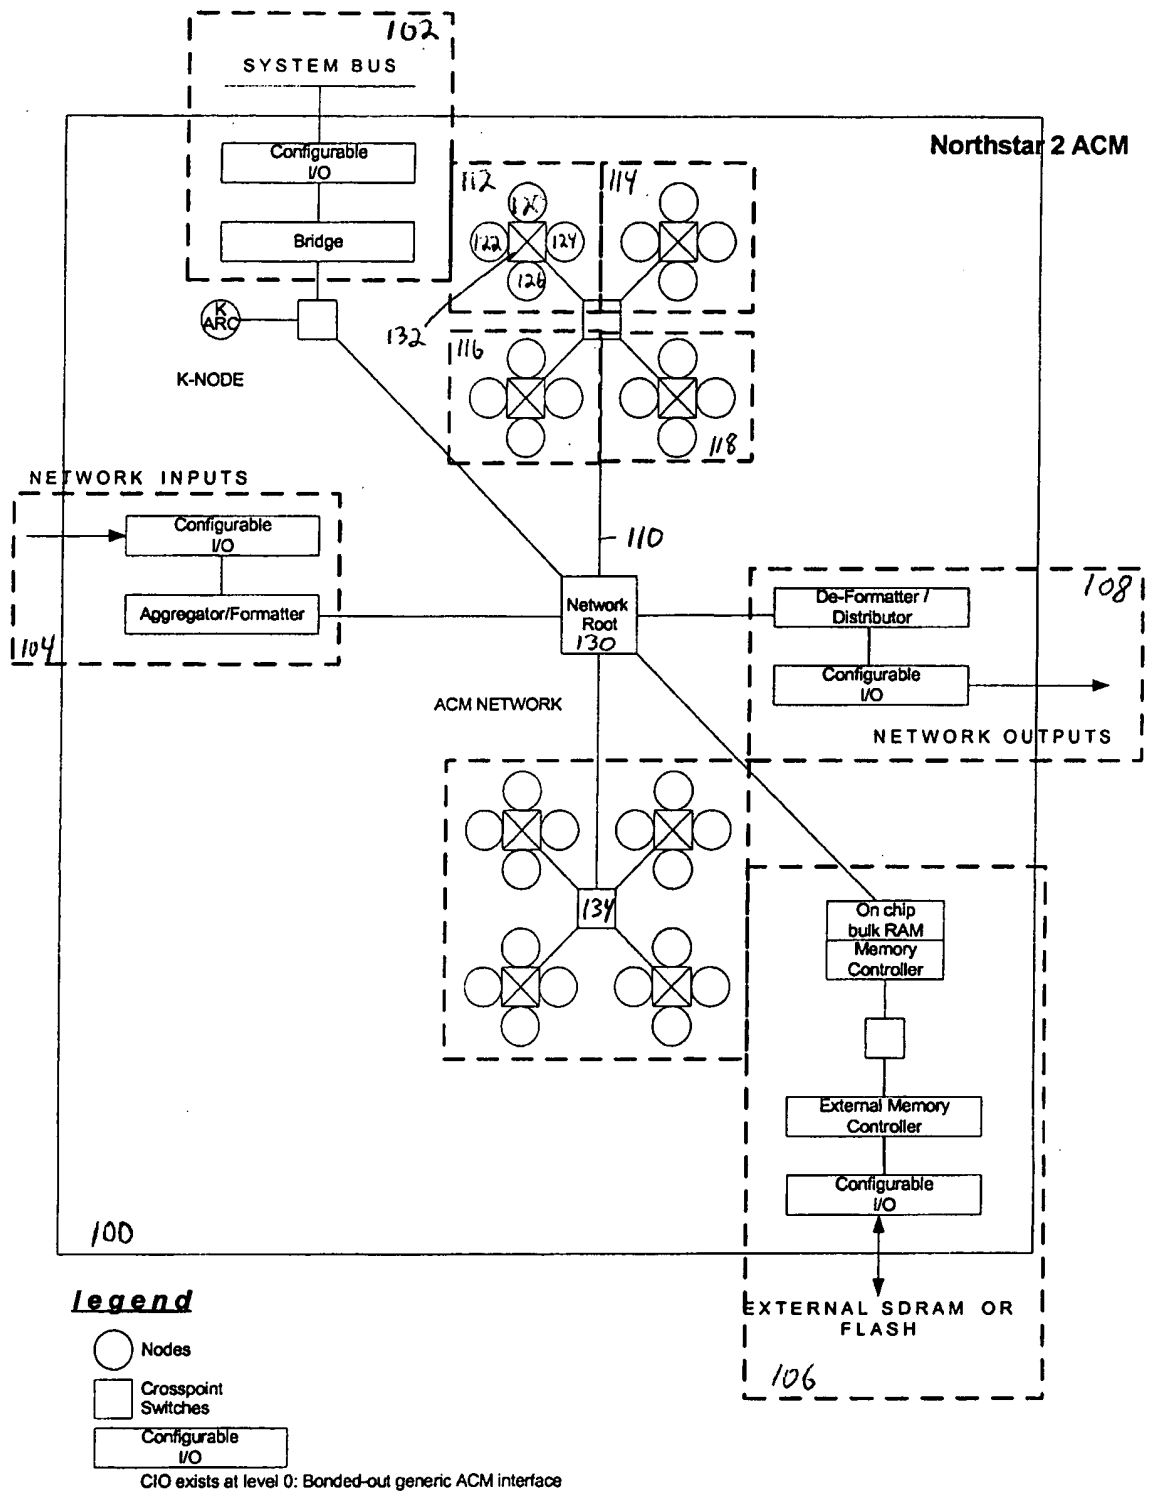 102
SYSTEM BUS
Northstar 2 ACM
Configurable
I/O
Bridge
112
114
120
122
124
126
132
K
ARC
K-NODE
116
118
NETWORK INPUTS
Configurable
I/O
Aggregator/Formatter
104
110
Network
Root
130
108
De-Formatter /
Distributor
Configurable
I/O
NETWORK OUTPUTS
ACM NETWORK
134
On chip
bulk RAM
Memory
Controller
External Memory
Controller
Configurable
I/O
100
EXTERNAL SDRAM OR
FLASH
106
legend
Nodes
Crosspoint
Switches
Configurable
I/O
CIO exists at level 0: Bonded-out generic ACM interface